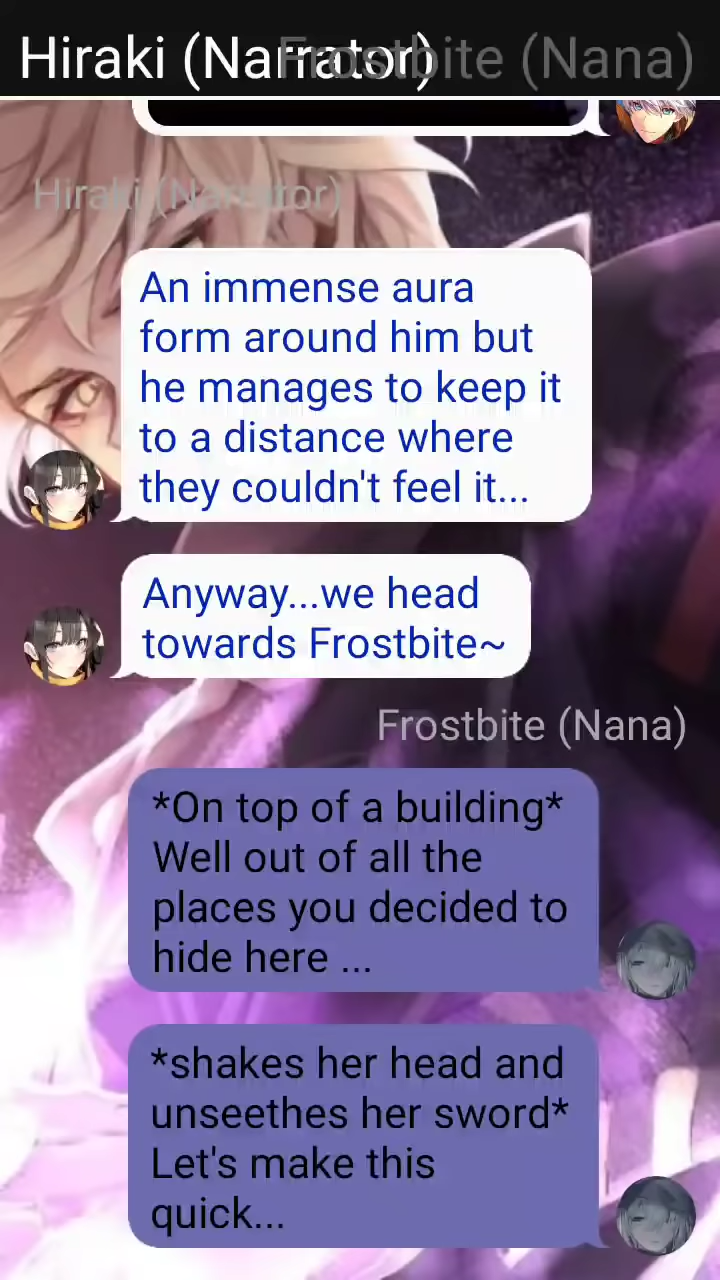 Hiraki (Narrator)
Frostbite (Nana)
Hiraki (Narrator)
An immense aura
form around him but
he manages to keep it
to a distance where
they couldn't feel it...
Anyway...we head
towards Frostbite~
Frostbite (Nana)
*On top of a building*
Well out of all the
places you decided to
hide here ...
*shakes her head and
unseethes her sword*
Let's make this
quick...